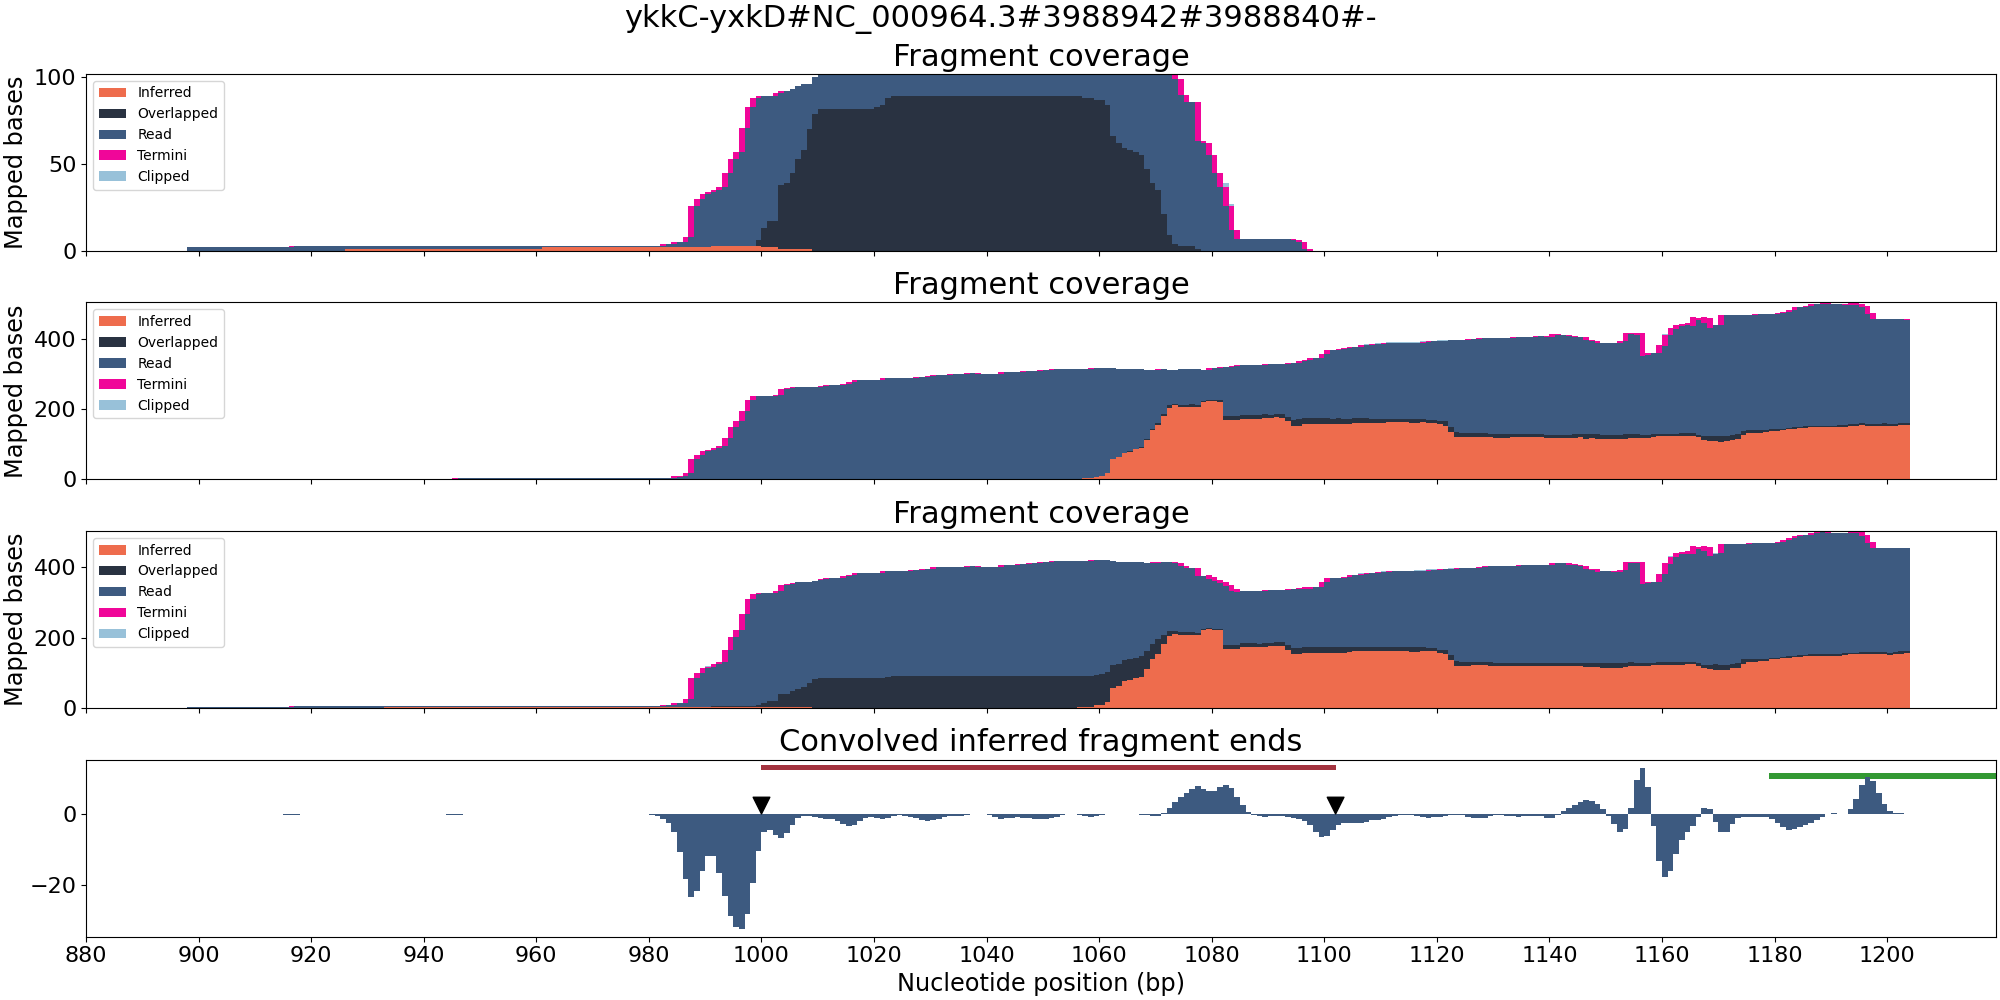 ykkC-yxkD#NC_000964.3#3988942#3988840#-
Fragment coverage
Mapped bases
100
50
0
Inferred
Overlapped
Read
Termini
Clipped
Fragment coverage
Mapped bases
400
200
0
Inferred
Overlapped
Read
Termini
Clipped
Fragment coverage
Mapped bases
400
200
0
Inferred
Overlapped
Read
Termini
Clipped
Convolved inferred fragment ends
0
−20
880 900 920 940 960 980 1000 1020 1040 1060 1080 1100 1120 1140 1160 1180 1200
Nucleotide position (bp)